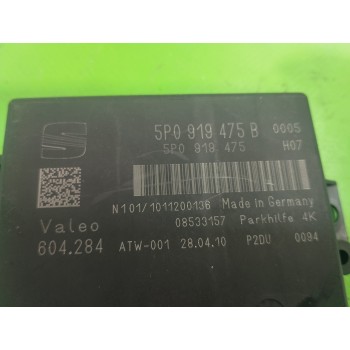 5P0 919 475 B 0005
5P0 919 475 H07
N101/1011200136 Made in Germany
Valeo 08533157 Parkhilfe 4K
604.284 ATW-001 28.04.10 P2DU 0094